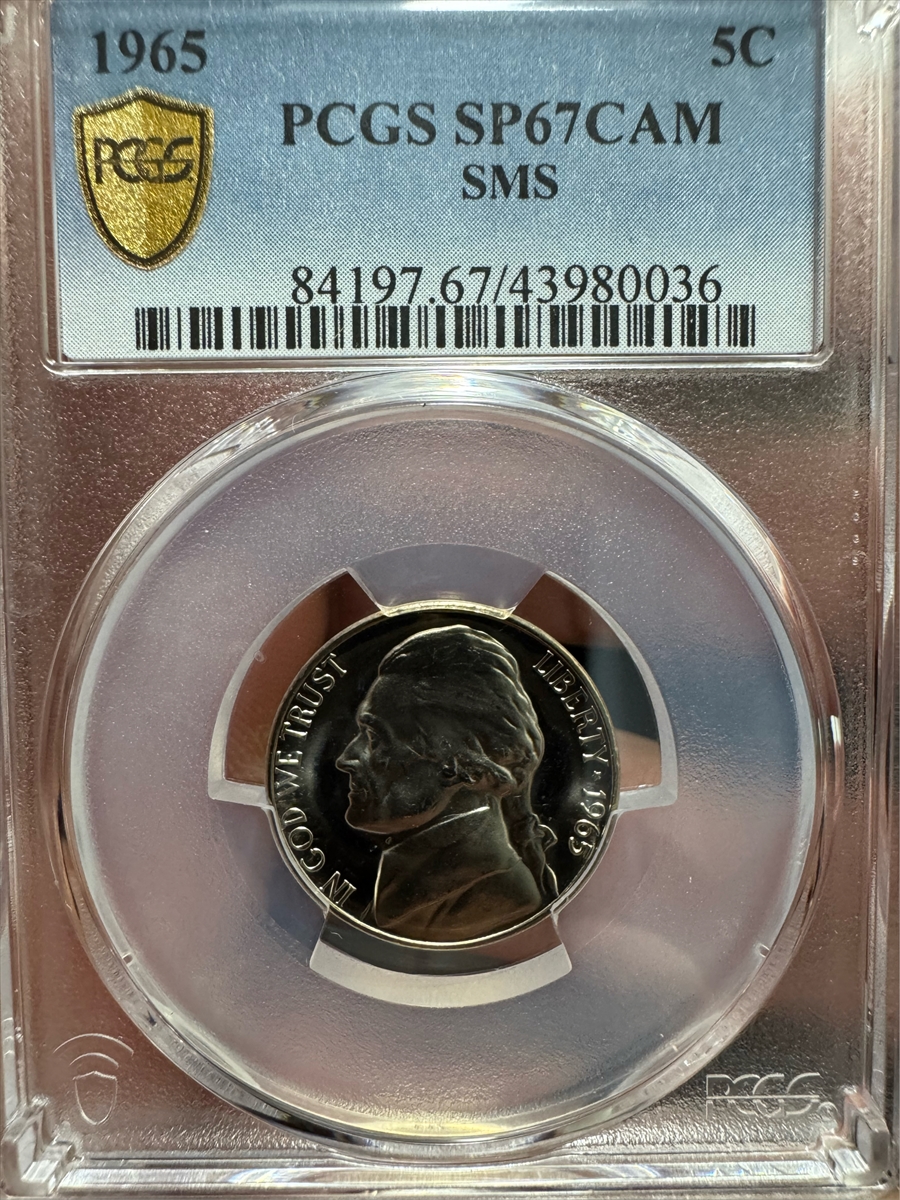 1965 5C
PCGS PCGS SP67CAM
SMS
84197.67/43980036
IN GOD WE TRUST
LIBERTY · 1965
PCGS